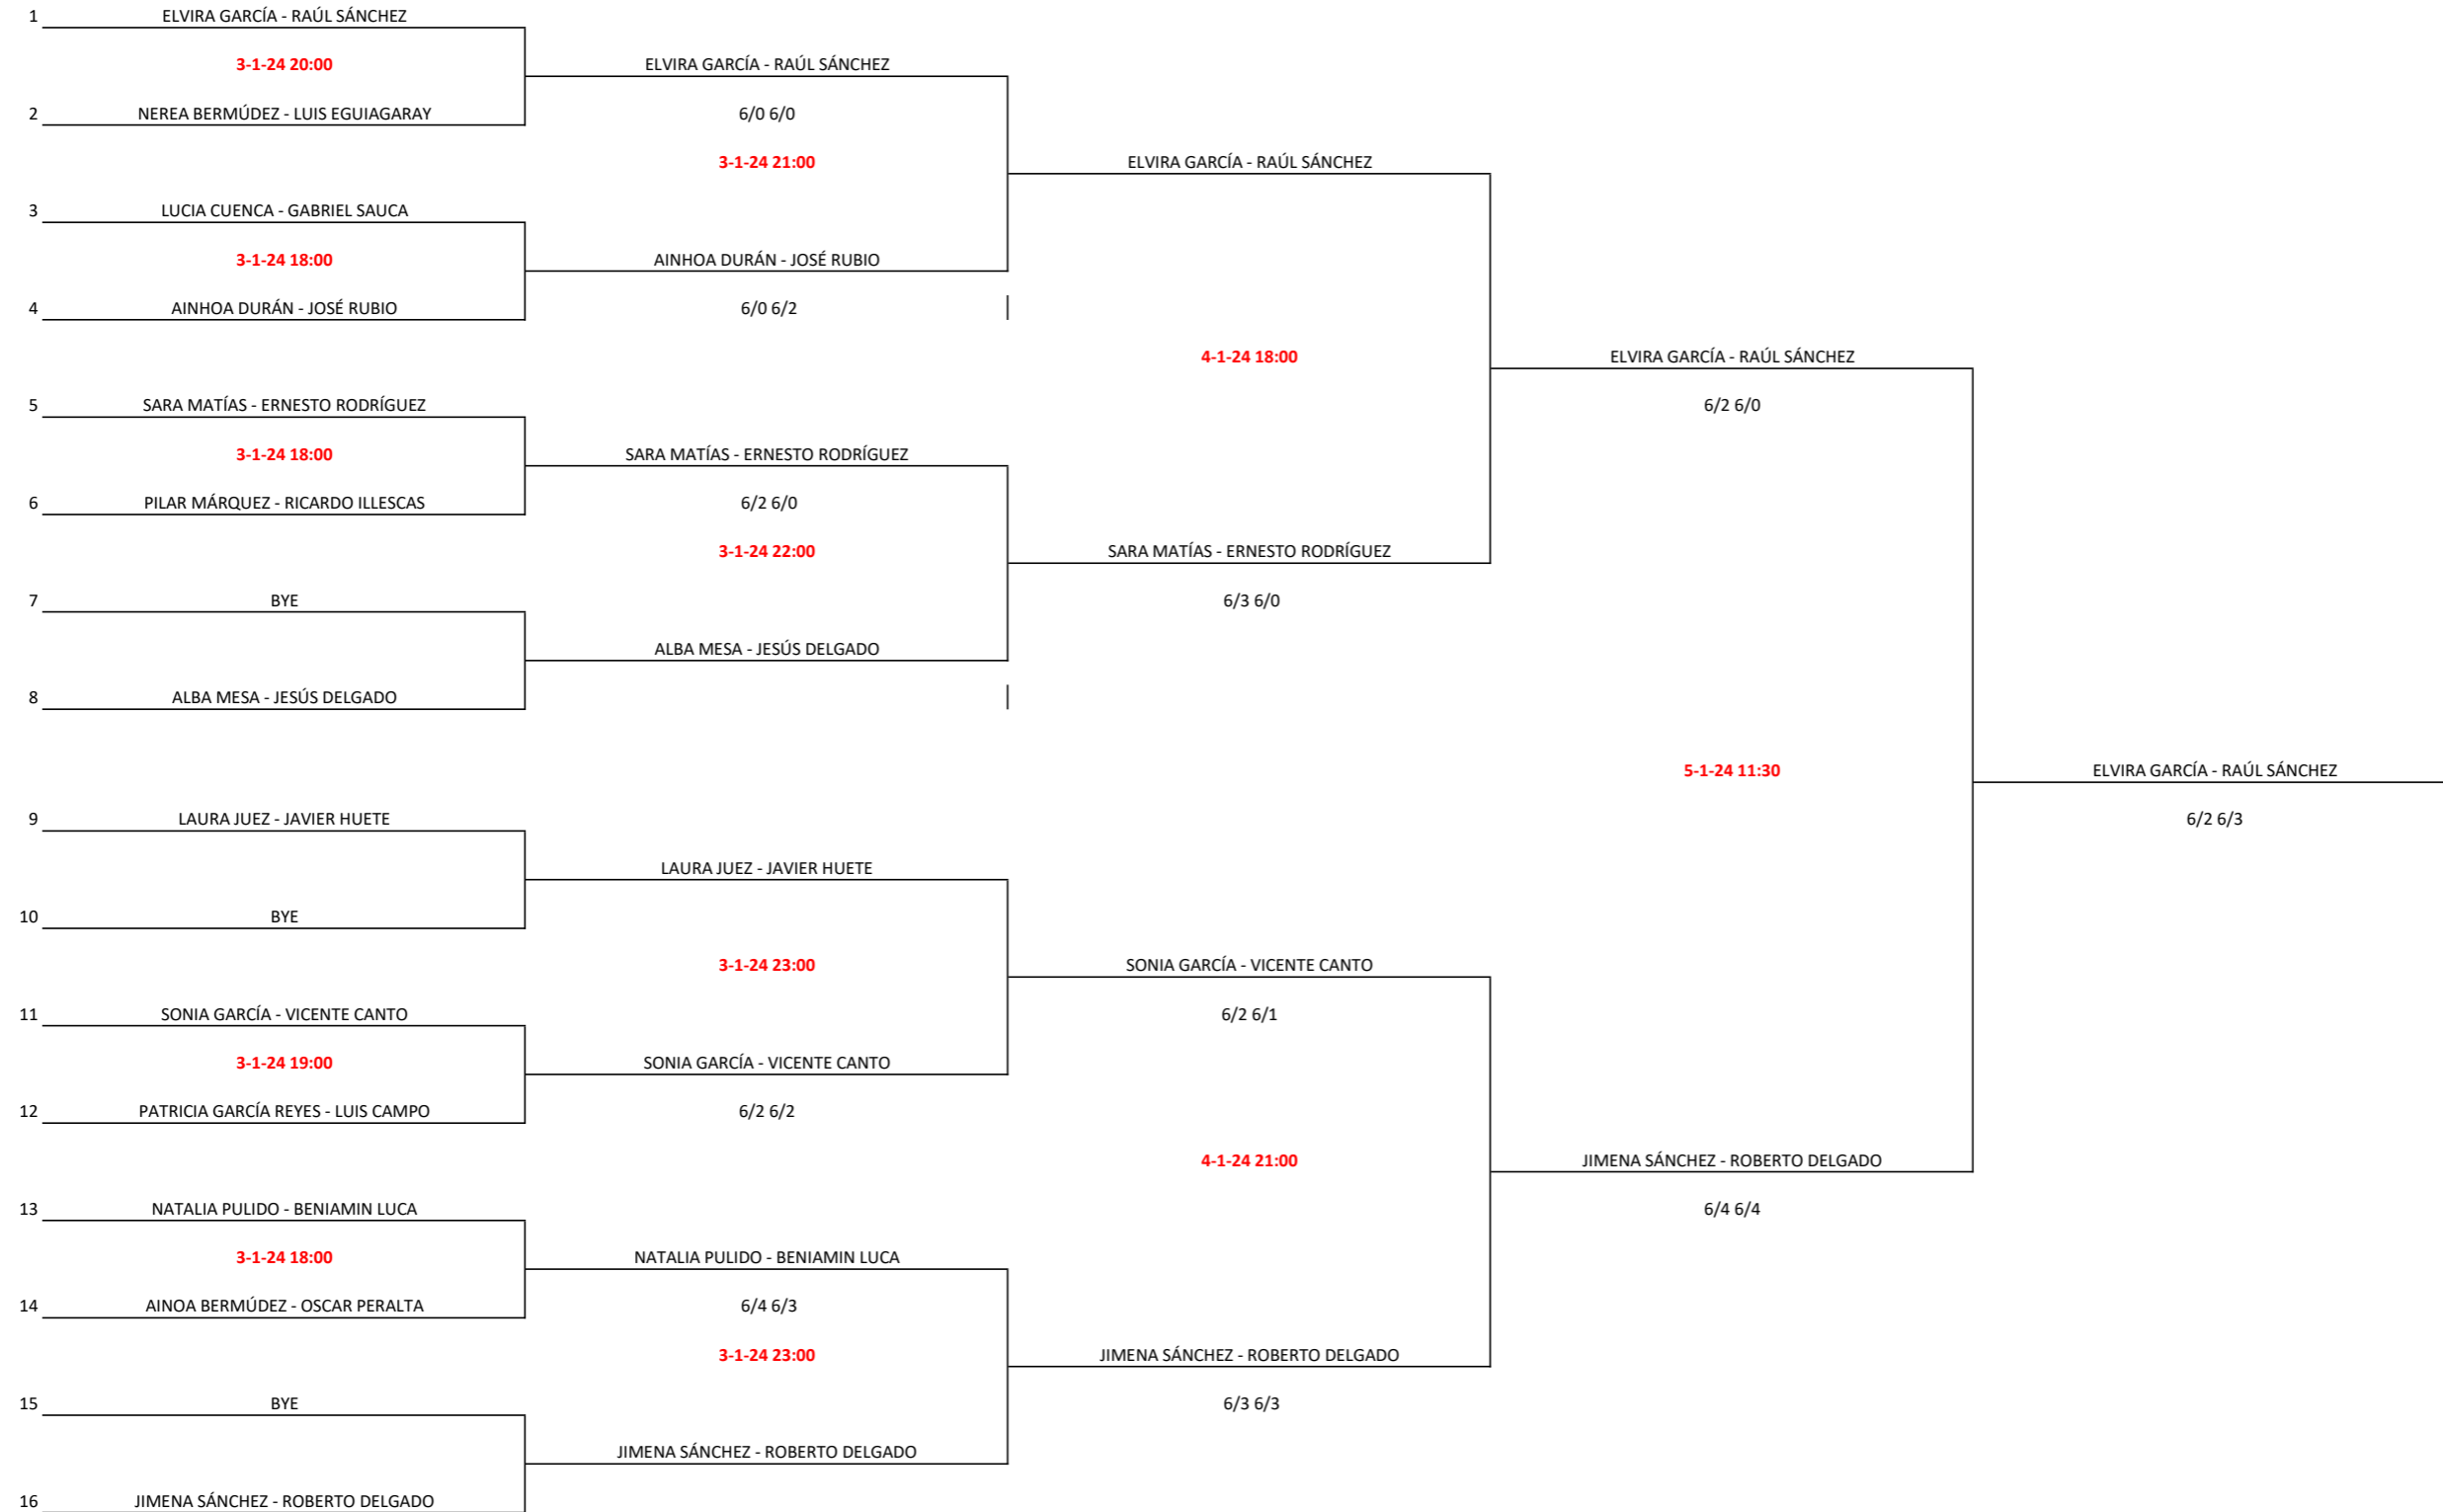 1 ELVIRA GARCÍA - RAÚL SÁNCHEZ
3-1-24 20:00 ELVIRA GARCÍA - RAÚL SÁNCHEZ
2 NEREA BERMÚDEZ - LUIS EGUIAGARAY 6/0 6/0
3-1-24 21:00 ELVIRA GARCÍA - RAÚL SÁNCHEZ
3 LUCIA CUENCA - GABRIEL SAUCA
3-1-24 18:00 AINHOA DURÁN - JOSÉ RUBIO
4 AINHOA DURÁN - JOSÉ RUBIO 6/0 6/2
4-1-24 18:00 ELVIRA GARCÍA - RAÚL SÁNCHEZ
5 SARA MATÍAS - ERNESTO RODRÍGUEZ 6/2 6/0
3-1-24 18:00 SARA MATÍAS - ERNESTO RODRÍGUEZ
6 PILAR MÁRQUEZ - RICARDO ILLESCAS 6/2 6/0
3-1-24 22:00 SARA MATÍAS - ERNESTO RODRÍGUEZ
7 BYE 6/3 6/0
ALBA MESA - JESÚS DELGADO
8 ALBA MESA - JESÚS DELGADO
5-1-24 11:30 ELVIRA GARCÍA - RAÚL SÁNCHEZ
9 LAURA JUEZ - JAVIER HUETE 6/2 6/3
LAURA JUEZ - JAVIER HUETE
10 BYE
3-1-24 23:00 SONIA GARCÍA - VICENTE CANTO
11 SONIA GARCÍA - VICENTE CANTO 6/2 6/1
3-1-24 19:00 SONIA GARCÍA - VICENTE CANTO
12 PATRICIA GARCÍA REYES - LUIS CAMPO 6/2 6/2
4-1-24 21:00 JIMENA SÁNCHEZ - ROBERTO DELGADO
13 NATALIA PULIDO - BENIAMIN LUCA 6/4 6/4
3-1-24 18:00 NATALIA PULIDO - BENIAMIN LUCA
14 AINOA BERMÚDEZ - OSCAR PERALTA 6/4 6/3
3-1-24 23:00 JIMENA SÁNCHEZ - ROBERTO DELGADO
15 BYE 6/3 6/3
JIMENA SÁNCHEZ - ROBERTO DELGADO
16 JIMENA SÁNCHEZ - ROBERTO DELGADO